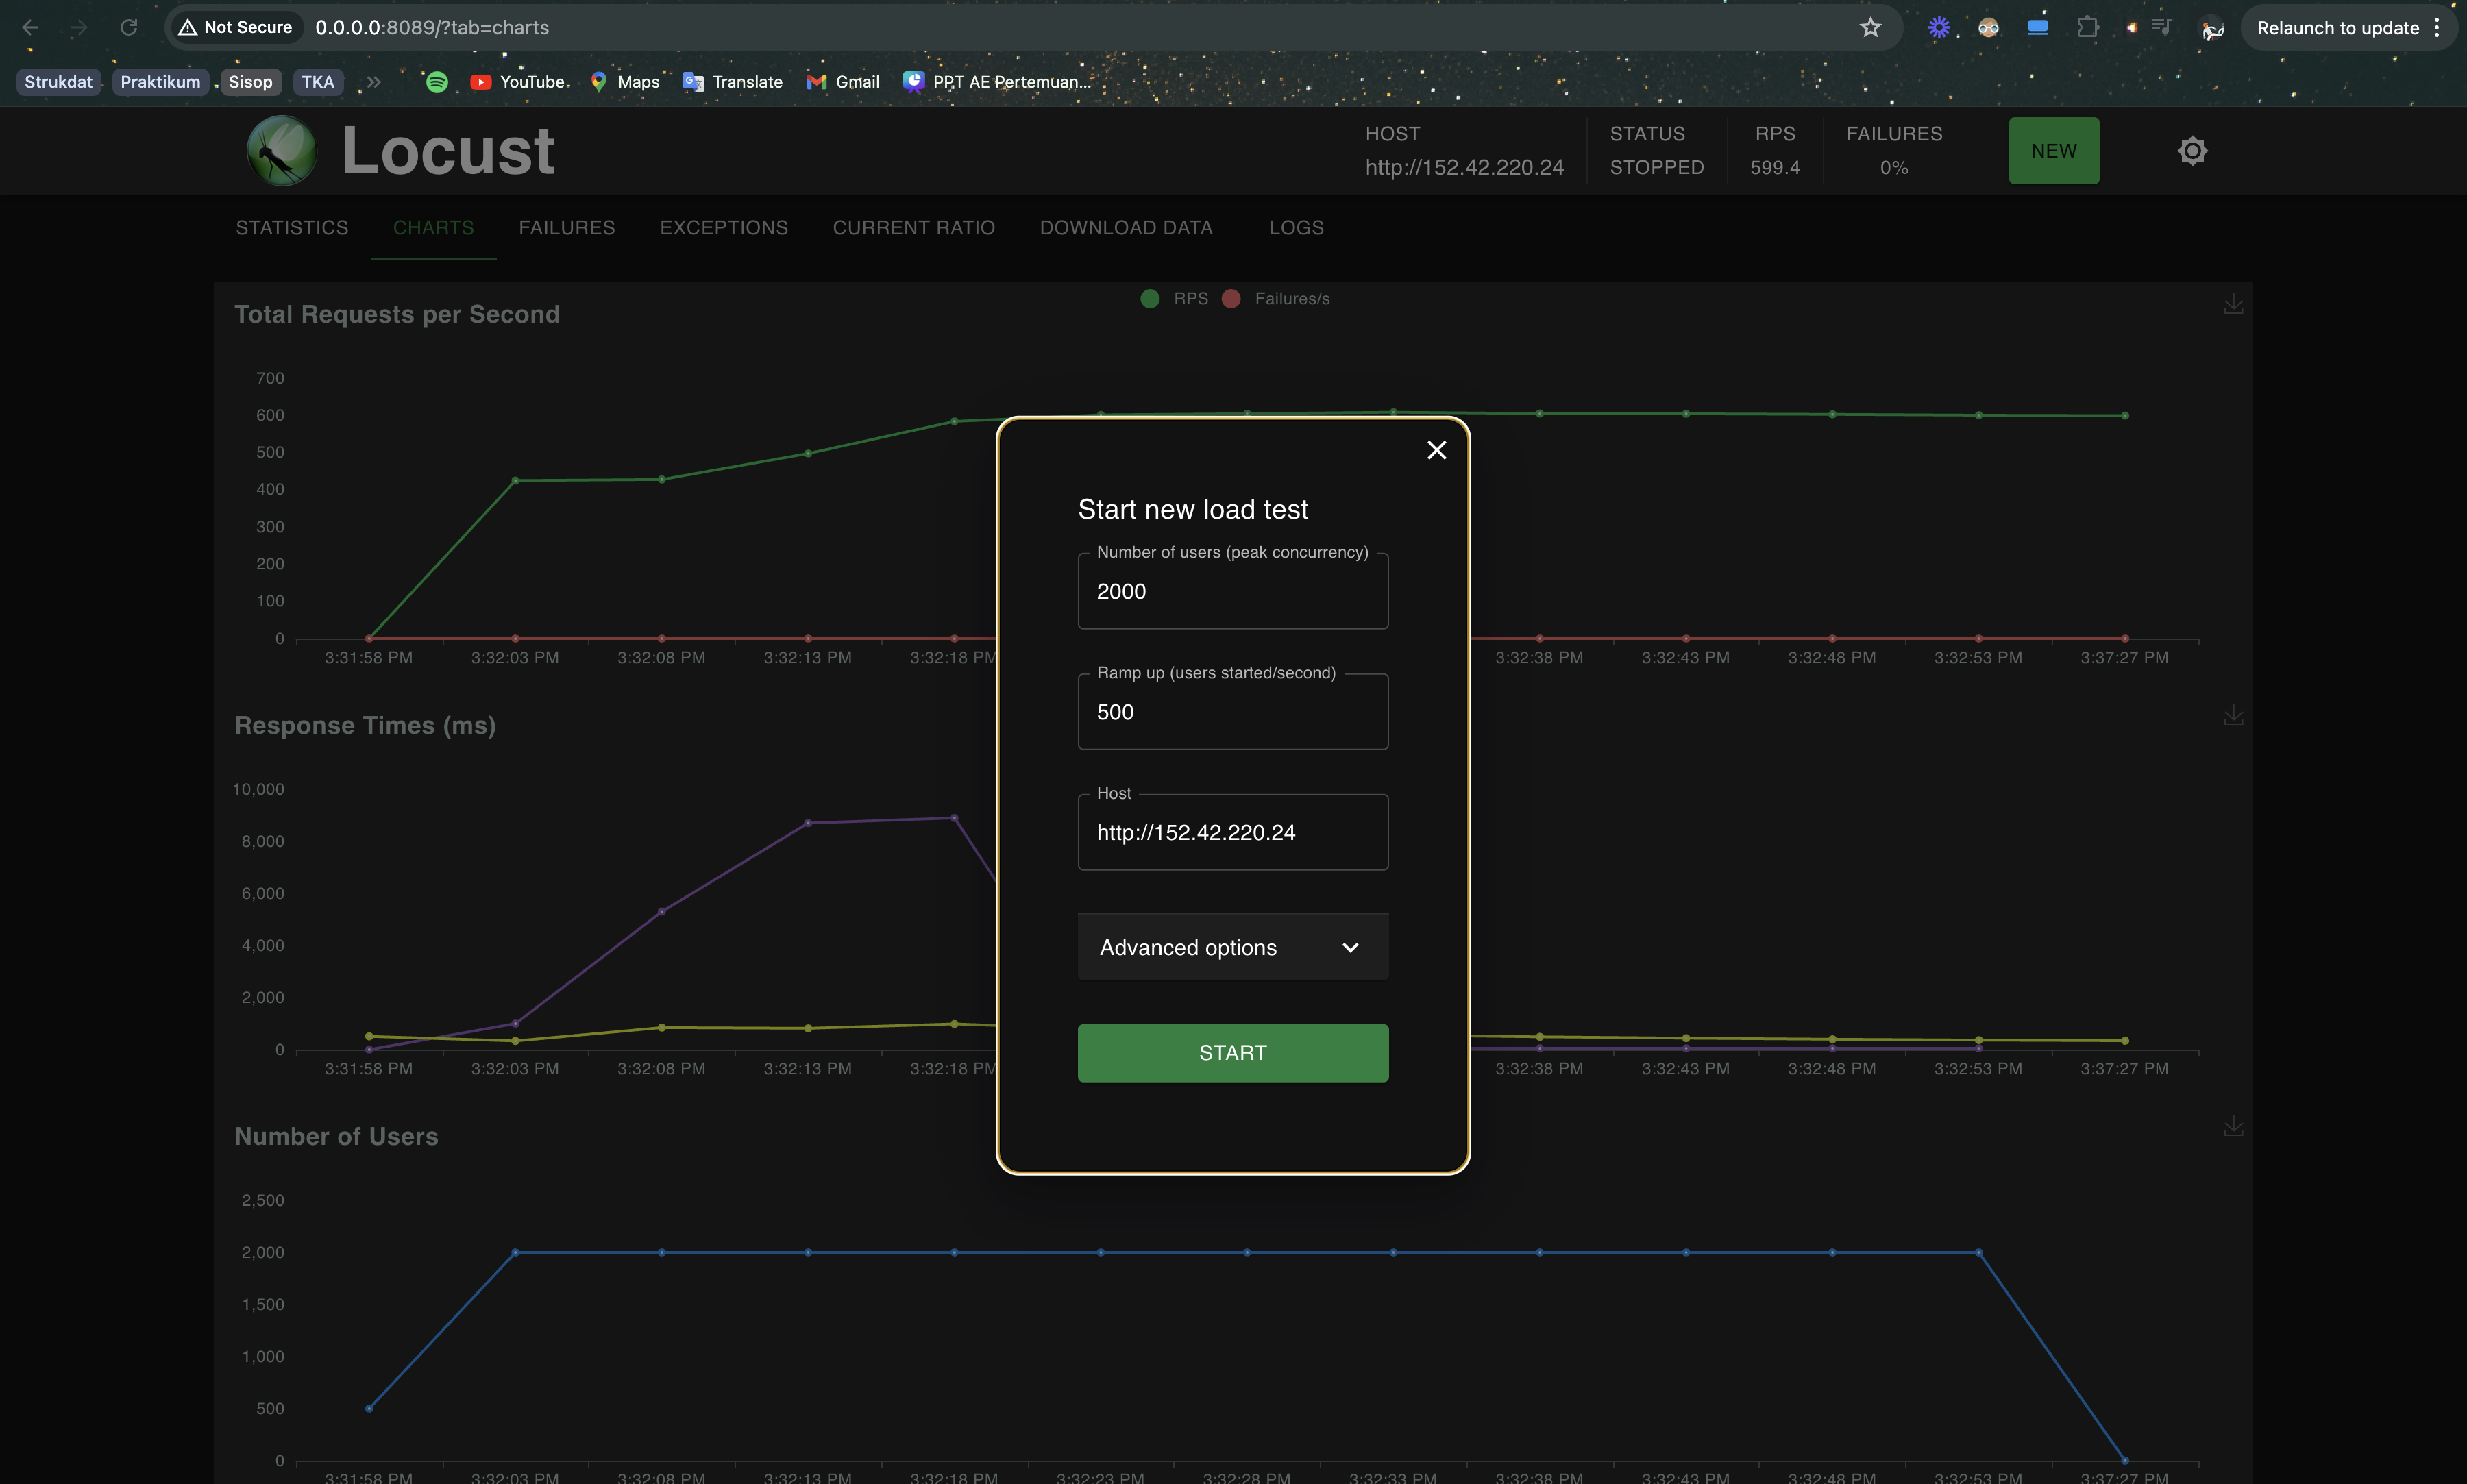 Not Secure 0.0.0.0:8089/?tab=charts Relaunch to update
Strukdat Praktikum Sisop TKA YouTube Maps Translate Gmail PPT AE Pertemuan...
Locust
HOST
http://152.42.220.24
STATUS
STOPPED
RPS
599.4
FAILURES
0%
NEW
STATISTICS CHARTS FAILURES EXCEPTIONS CURRENT RATIO DOWNLOAD DATA LOGS
Total Requests per Second
RPS Failures/s
700
600
500
400
300
200
100
0
3:31:58 PM 3:32:03 PM 3:32:08 PM 3:32:13 PM 3:32:18 PM 3:32:38 PM 3:32:43 PM 3:32:48 PM 3:32:53 PM 3:37:27 PM
Start new load test
Number of users (peak concurrency)
2000
Ramp up (users started/second)
500
Host
http://152.42.220.24
Advanced options
START
Response Times (ms)
10,000
8,000
6,000
4,000
2,000
0
3:31:58 PM 3:32:03 PM 3:32:08 PM 3:32:13 PM 3:32:18 PM 3:32:38 PM 3:32:43 PM 3:32:48 PM 3:32:53 PM 3:37:27 PM
Number of Users
2,500
2,000
1,500
1,000
500
0
3:31:58 PM 3:32:03 PM 3:32:08 PM 3:32:13 PM 3:32:18 PM 3:32:23 PM 3:32:28 PM 3:32:33 PM 3:32:38 PM 3:32:43 PM 3:32:48 PM 3:32:53 PM 3:37:27 PM